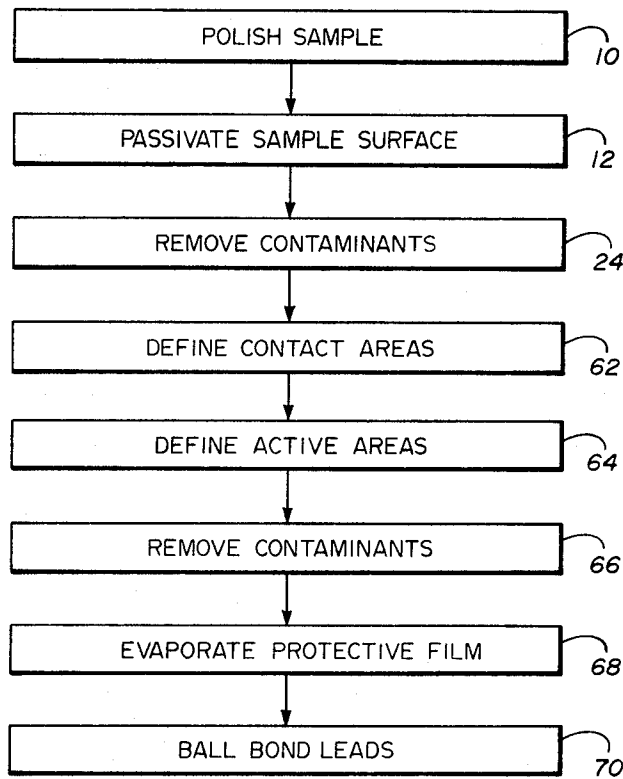 POLISH SAMPLE
10
PASSIVATE SAMPLE SURFACE
12
REMOVE CONTAMINANTS
24
DEFINE CONTACT AREAS
62
DEFINE ACTIVE AREAS
64
REMOVE CONTAMINANTS
66
EVAPORATE PROTECTIVE FILM
68
BALL BOND LEADS
70